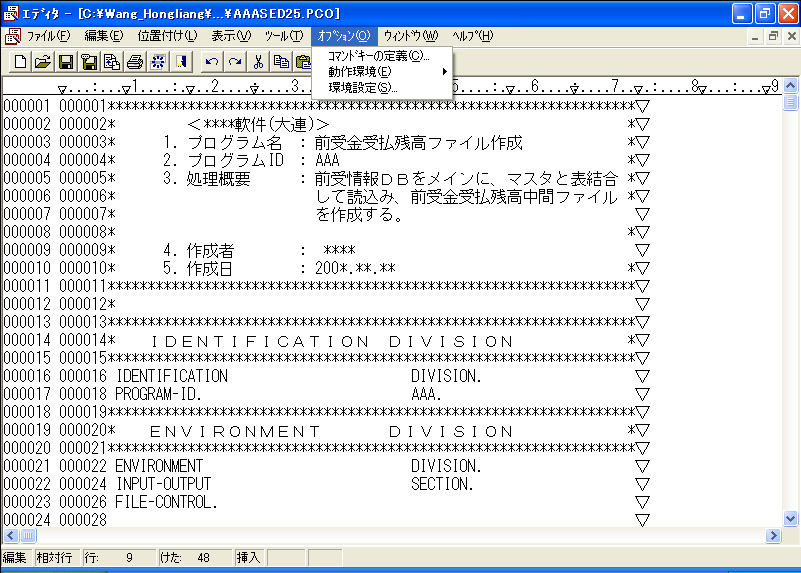 エディタ - [C:¥Wang_Hongliang¥...¥AAASED25.PCO]
ファイル(F) 編集(E) 位置付け(L) 表示(V) ツール(T) オプション(O) ウィンドウ(W) ヘルプ(H)
コマンドキーの定義(C)...
動作環境(E)
環境設定(S)...
1 2 3 5 6 7 8 9
000001 000001*******************************************************************
000002 000002* <****軟件(大連)> *
000003 000003* 1. プログラム名 : 前受金受払残高ファイル作成 *
000004 000004* 2. プログラムID : AAA *
000005 000005* 3. 処理概要 : 前受情報DBをメインに、マスタと表結合 *
000006 000006* して読込み、前受金受払残高中間ファイル *
000007 000007* を作成する。
000008 000008* *
000009 000009* 4. 作成者 : ****
000010 000010* 5. 作成日 : 200*.**.** *
000011 000011*******************************************************************
000012 000012*
000013 000013*******************************************************************
000014 000014* IDENTIFICATION DIVISION *
000015 000015*******************************************************************
000016 000016 IDENTIFICATION DIVISION.
000017 000018 PROGRAM-ID. AAA.
000018 000019*******************************************************************
000019 000020* ENVIRONMENT DIVISION *
000020 000021*******************************************************************
000021 000022 ENVIRONMENT DIVISION.
000022 000024 INPUT-OUTPUT SECTION.
000023 000026 FILE-CONTROL.
000024 000028
編集 相対行 行: 9 けた: 48 挿入